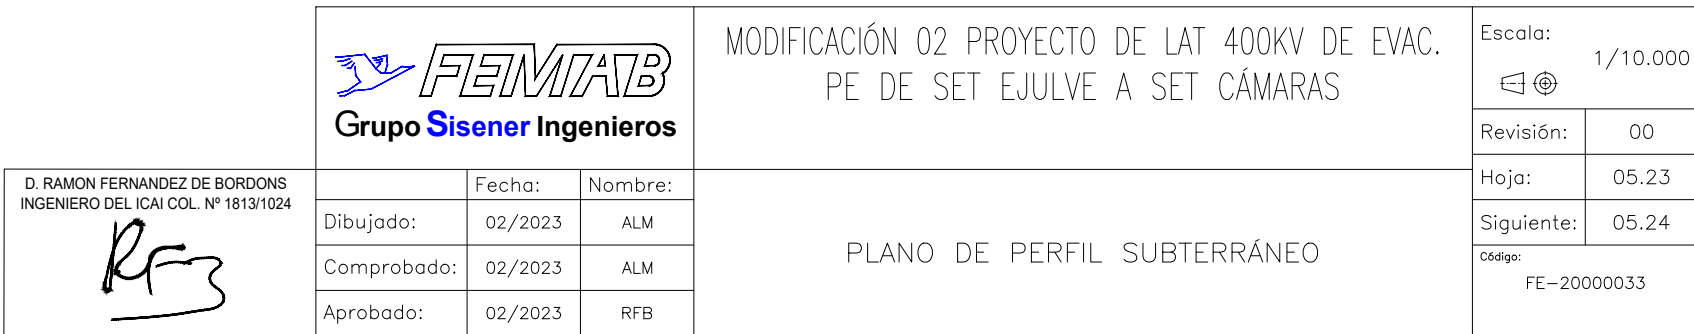 FEMAB
Grupo Sisener Ingenieros
MODIFICACIÓN 02 PROYECTO DE LAT 400KV DE EVAC.
PE DE SET EJULVE A SET CÁMARAS
Escala:
1/10.000
Revisión: 00
Hoja: 05.23
Siguiente: 05.24
Código:
FE-20000033
D. RAMON FERNANDEZ DE BORDONS
INGENIERO DEL ICAI COL. Nº 1813/1024
RFB
Fecha: Nombre:
Dibujado: 02/2023 ALM
Comprobado: 02/2023 ALM
Aprobado: 02/2023 RFB
PLANO DE PERFIL SUBTERRÁNEO